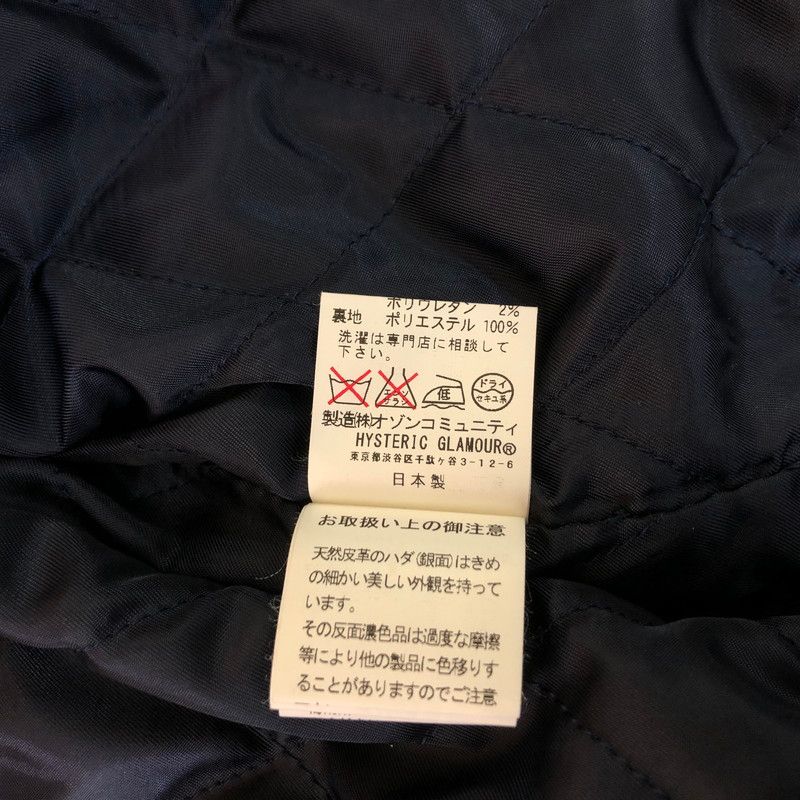 ポリウレタン 2%
裏地 ポリエステル 100%
洗濯は専門店に相談して
下さい。
エンソ サラシ 低 ドライ セキユ系
製造㈱オゾンコミュニティ
HYSTERIC GLAMOUR®
東京都渋谷区千駄ヶ谷3-12-6
日本製
お取扱い上の御注意
天然皮革のハダ(銀面)はきめ
の細かい美しい外観を持って
います。
その反面濃色品は過度な摩擦
等により他の製品に色移りす
ることがありますのでご注意